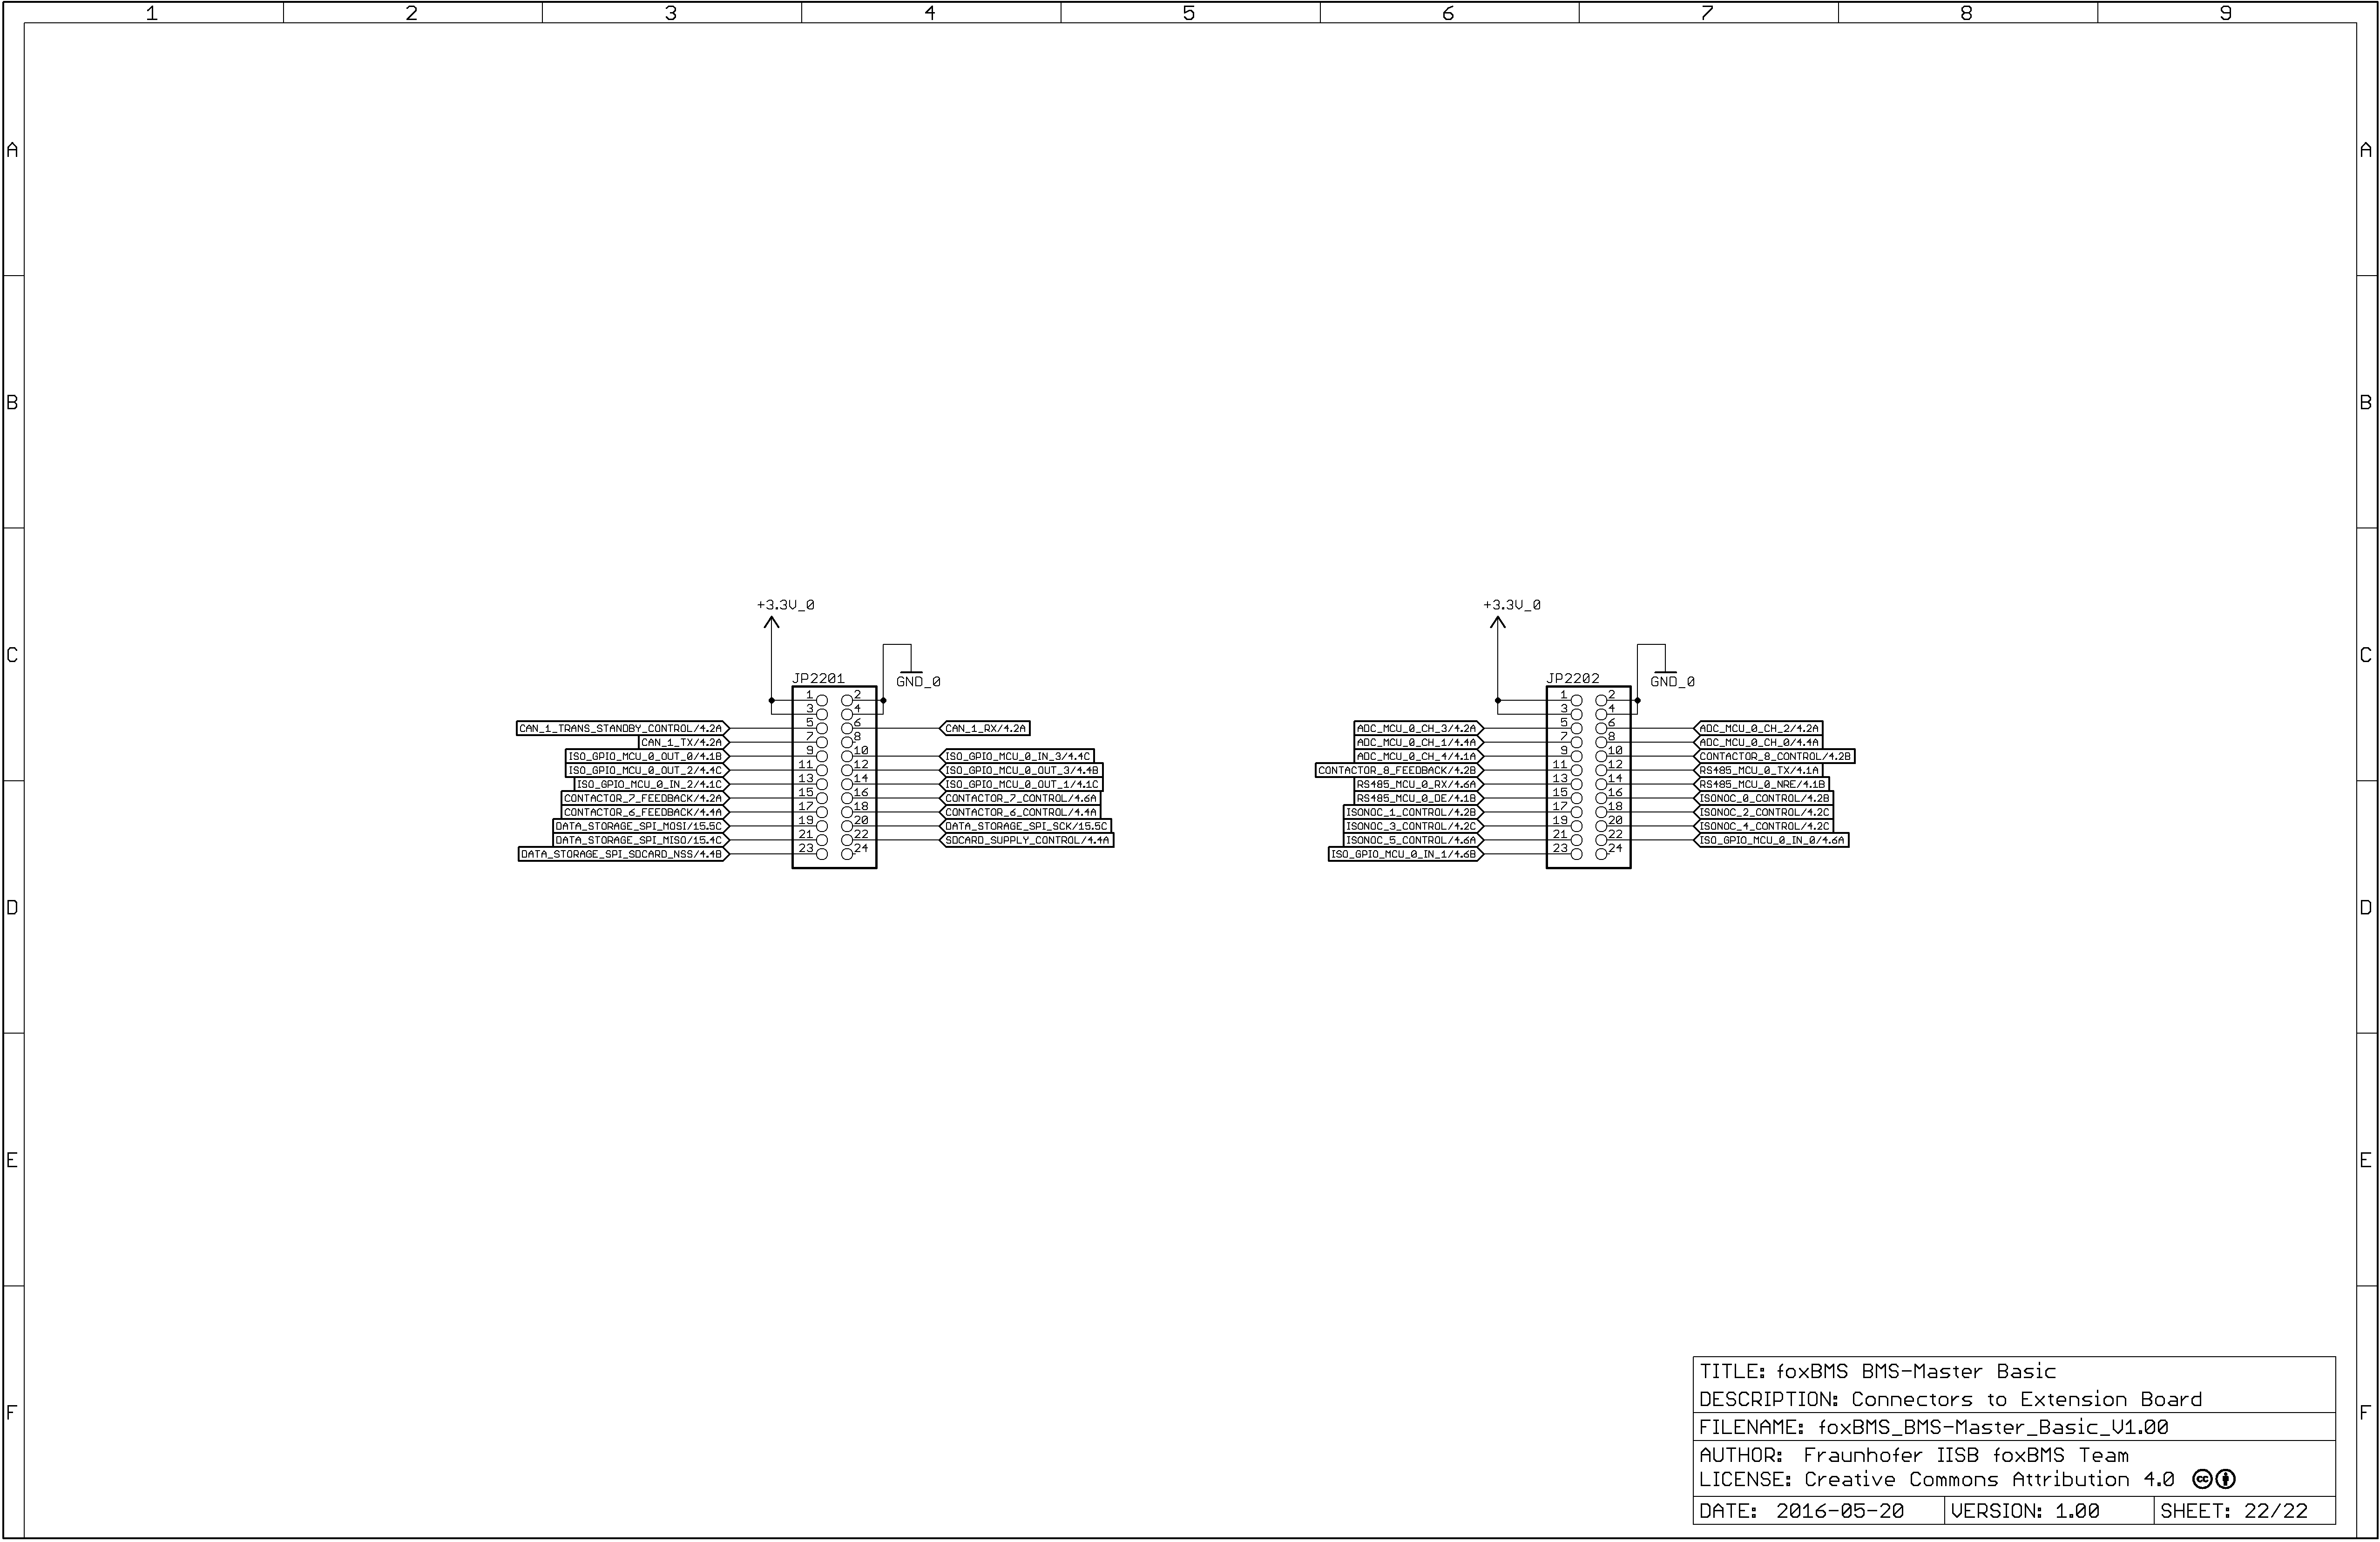 1 2 3 4 5 6 7 8 9
A A
B B
C C
D D
E E
F F
+3.3V_0
GND_0
JP2201
1 2
3 4
CAN_1_TRANS_STANDBY_CONTROL/4.2A 5 6 CAN_1_RX/4.2A
CAN_1_TX/4.2A 7 8
ISO_GPIO_MCU_0_OUT_0/4.1B 9 10 ISO_GPIO_MCU_0_IN_3/4.4C
ISO_GPIO_MCU_0_OUT_2/4.4C 11 12 ISO_GPIO_MCU_0_OUT_3/4.4B
ISO_GPIO_MCU_0_IN_2/4.1C 13 14 ISO_GPIO_MCU_0_OUT_1/4.1C
CONTACTOR_7_FEEDBACK/4.2A 15 16 CONTACTOR_7_CONTROL/4.6A
CONTACTOR_6_FEEDBACK/4.4A 17 18 CONTACTOR_6_CONTROL/4.4A
DATA_STORAGE_SPI_MOSI/15.5C 19 20 DATA_STORAGE_SPI_SCK/15.5C
DATA_STORAGE_SPI_MISO/15.4C 21 22 SDCARD_SUPPLY_CONTROL/4.4A
DATA_STORAGE_SPI_SDCARD_NSS/4.4B 23 24
+3.3V_0
GND_0
JP2202
1 2
3 4
ADC_MCU_0_CH_3/4.2A 5 6 ADC_MCU_0_CH_2/4.2A
ADC_MCU_0_CH_1/4.4A 7 8 ADC_MCU_0_CH_0/4.4A
ADC_MCU_0_CH_4/4.1A 9 10 CONTACTOR_8_CONTROL/4.2B
CONTACTOR_8_FEEDBACK/4.2B 11 12 RS485_MCU_0_TX/4.1A
RS485_MCU_0_RX/4.6A 13 14 RS485_MCU_0_NRE/4.1B
RS485_MCU_0_DE/4.1B 15 16 ISONOC_0_CONTROL/4.2B
ISONOC_1_CONTROL/4.2B 17 18 ISONOC_2_CONTROL/4.2C
ISONOC_3_CONTROL/4.2C 19 20 ISONOC_4_CONTROL/4.2C
ISONOC_5_CONTROL/4.6A 21 22 ISO_GPIO_MCU_0_IN_0/4.6A
ISO_GPIO_MCU_0_IN_1/4.6B 23 24
TITLE: foxBMS BMS-Master Basic
DESCRIPTION: Connectors to Extension Board
FILENAME: foxBMS_BMS-Master_Basic_V1.00
AUTHOR: Fraunhofer IISB foxBMS Team
LICENSE: Creative Commons Attribution 4.0 cc
DATE: 2016-05-20 VERSION: 1.00 SHEET: 22/22